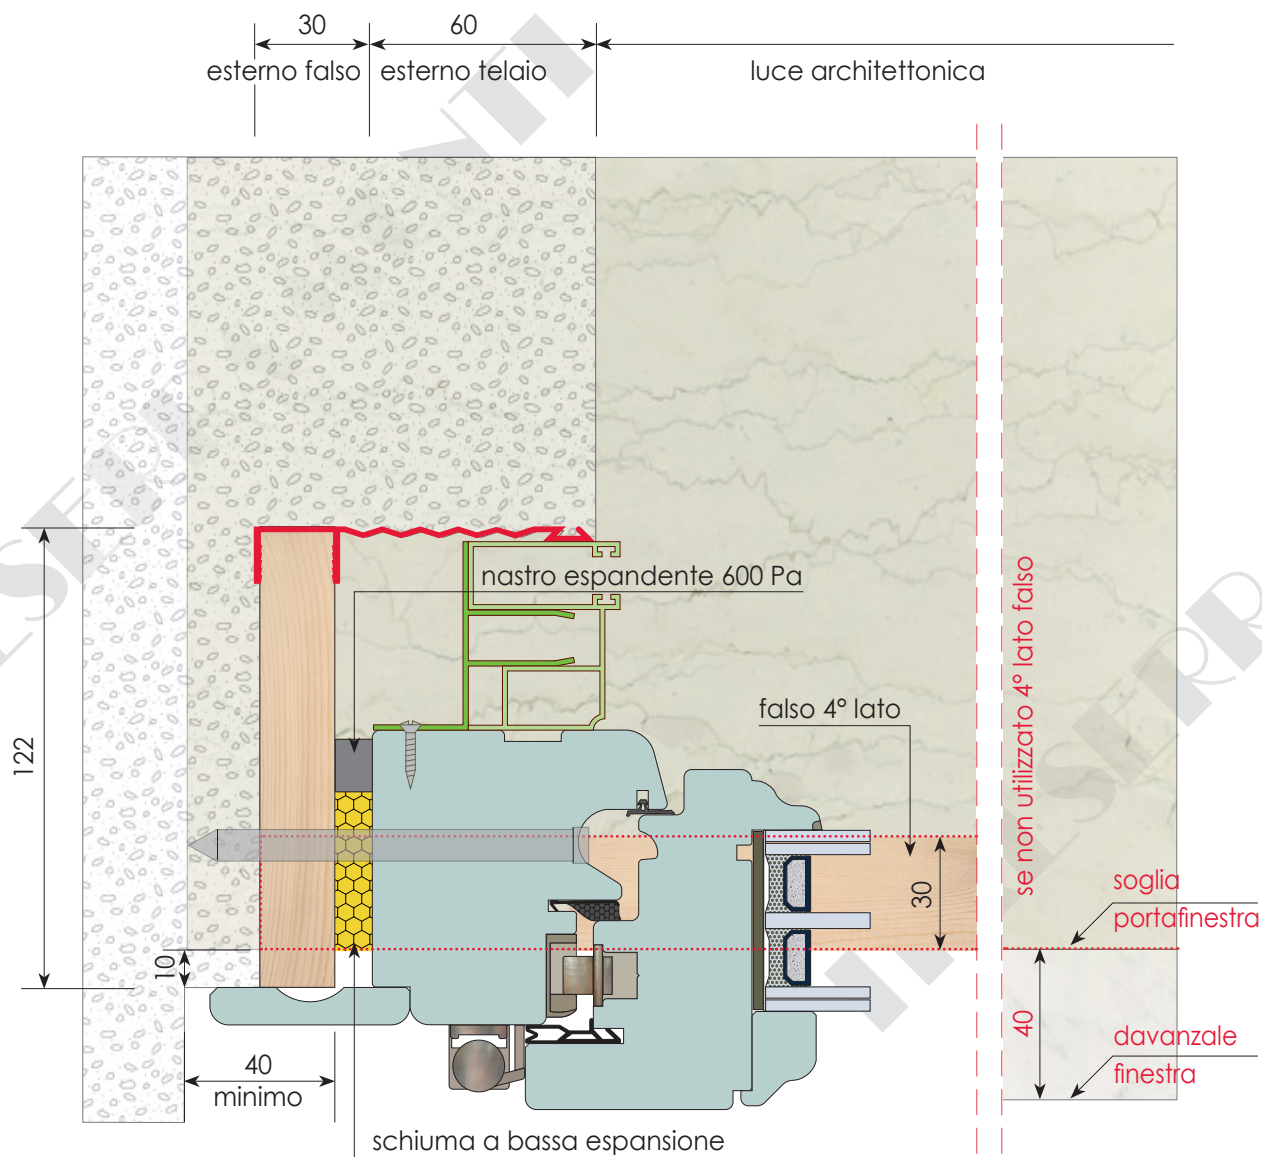 30
60
esterno falso
esterno telaio
luce architettonica
nastro espandente 600 Pa
falso 4° lato
122
30
se non utilizzato 4° lato falso
soglia
portafinestra
10
40
davanzale
finestra
40
minimo
schiuma a bassa espansione